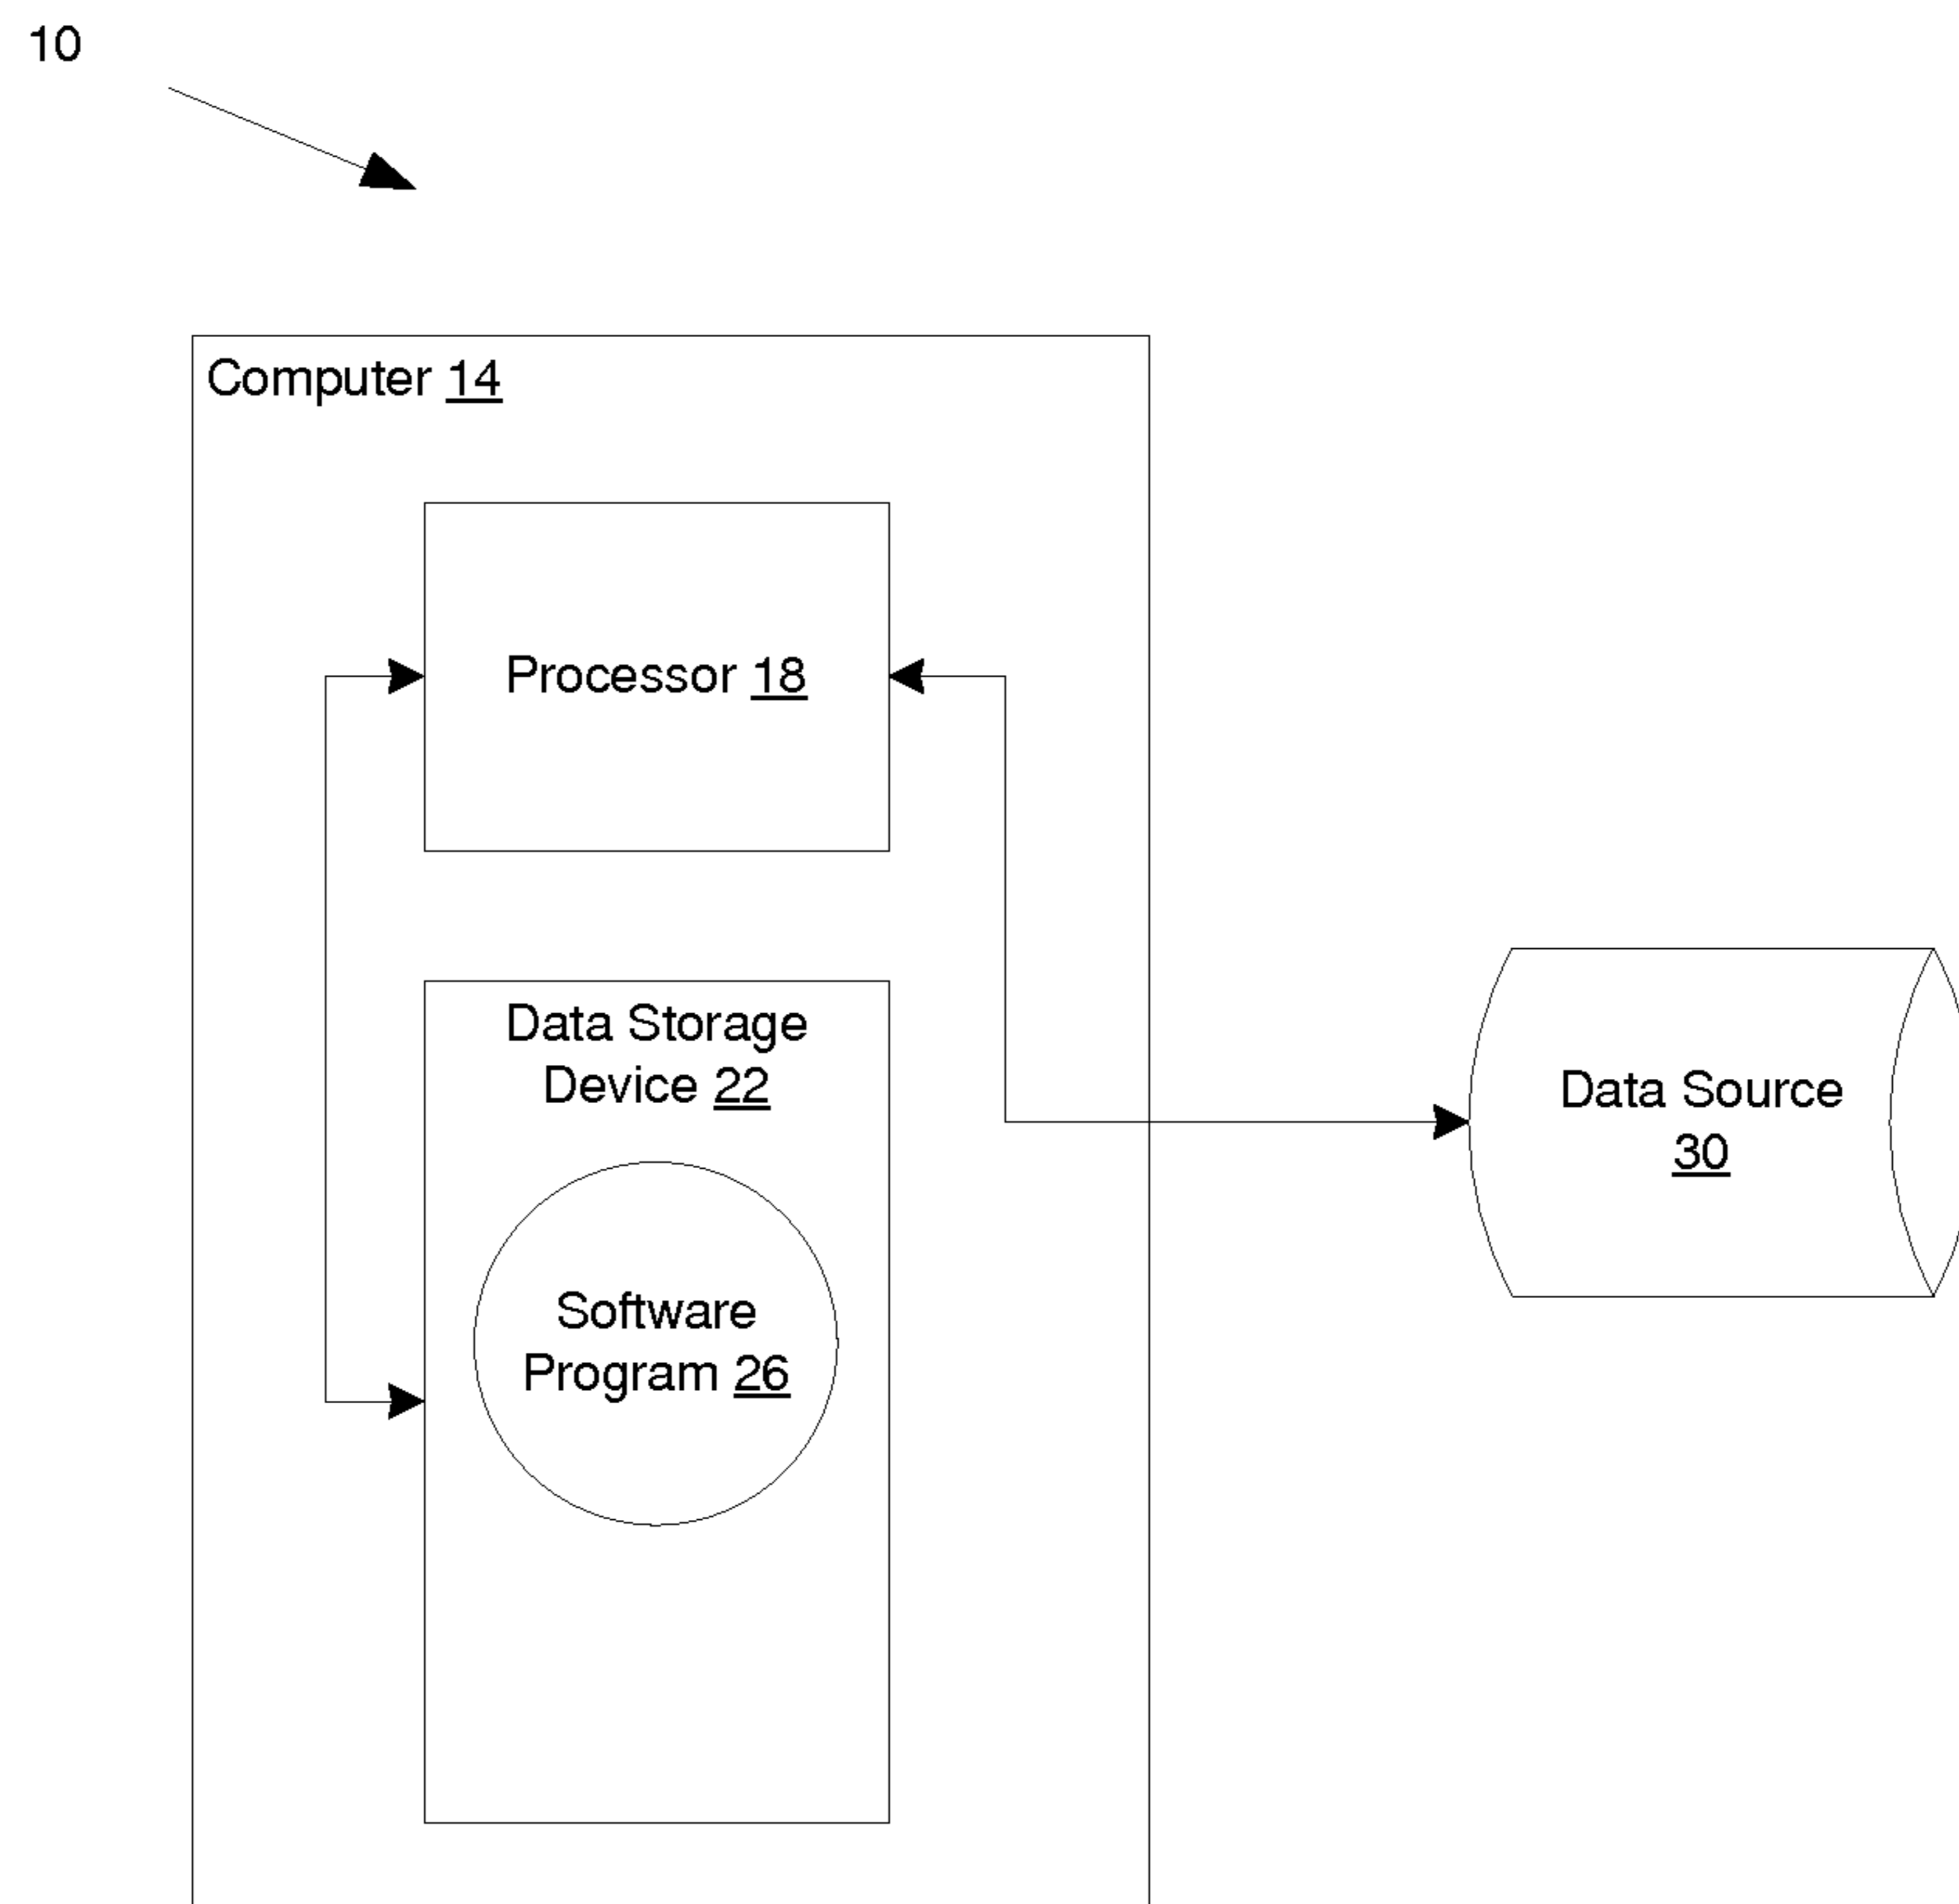 10
Computer 14
Processor 18
Data Storage
Device 22
Software
Program 26
Data Source
30